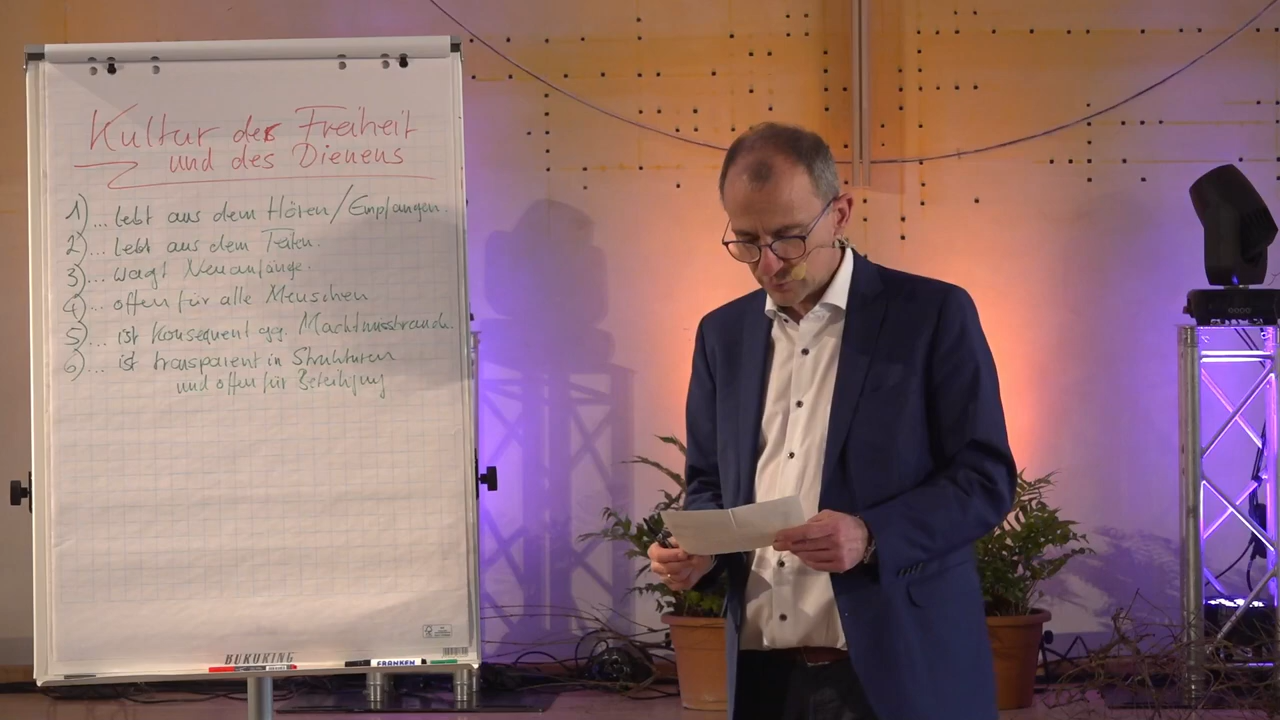 Kultur der Freiheit
und des Dienens
1) ... lebt aus dem Hören/Empfangen.
2) ... lebt aus dem Teilen.
3) ... wagt Neuanfänge.
4) ... offen für alle Menschen
5) ... ist konsequent gg. Machtmissbrauch.
6) ... ist transparent in Strukturen
und offen für Beteiligung
FRANKEN